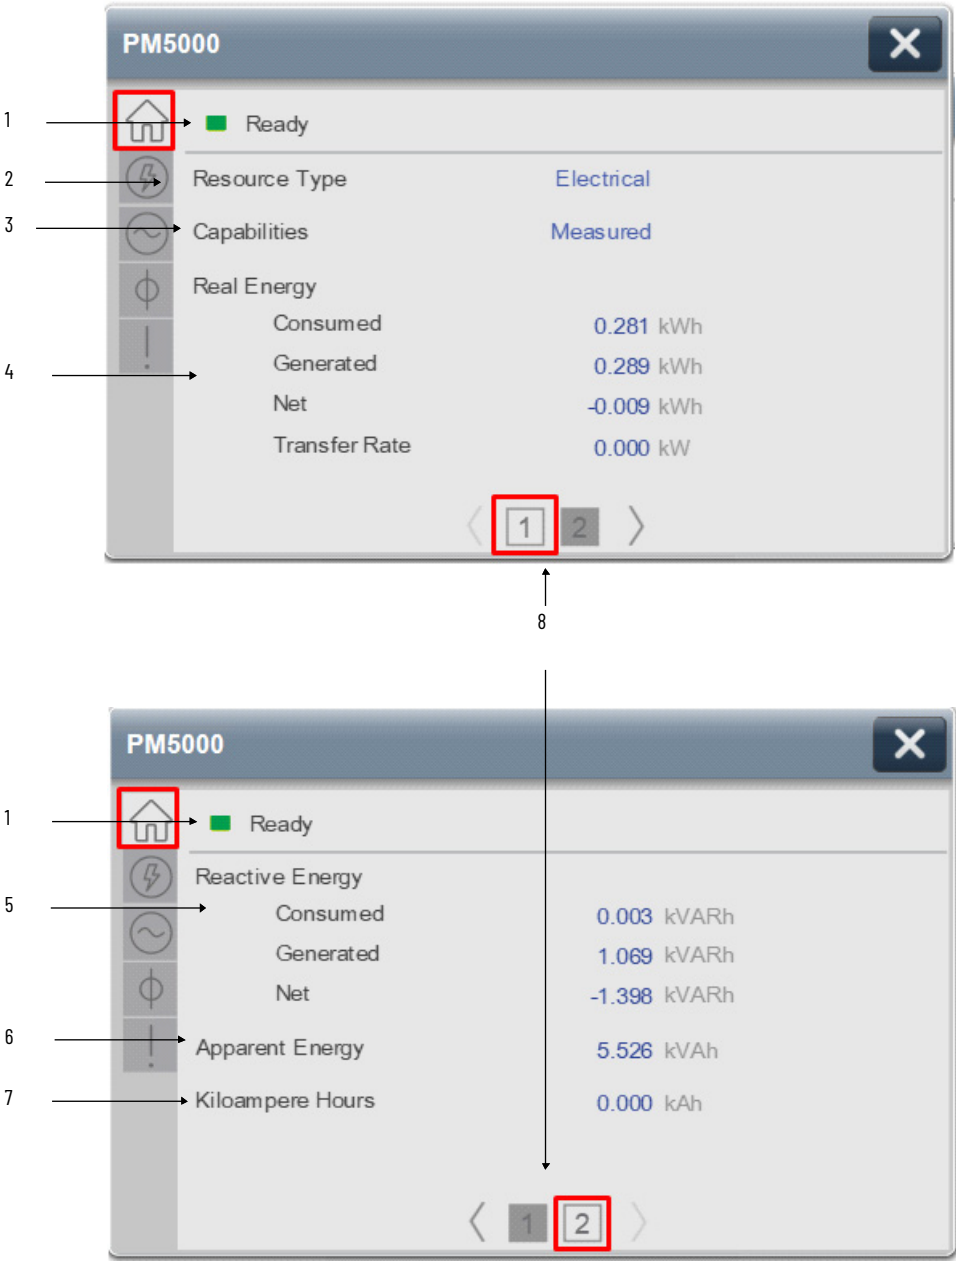 PM5000
1
Ready
2
Resource Type Electrical
3
Capabilities Measured
Real Energy
Consumed 0.281 kWh
Generated 0.289 kWh
4
Net -0.009 kWh
Transfer Rate 0.000 kW
1 2
8
PM5000
1
Ready
Reactive Energy
5
Consumed 0.003 kVARh
Generated 1.069 kVARh
Net -1.398 kVARh
6
Apparent Energy 5.526 kVAh
7
Kiloampere Hours 0.000 kAh
1 2